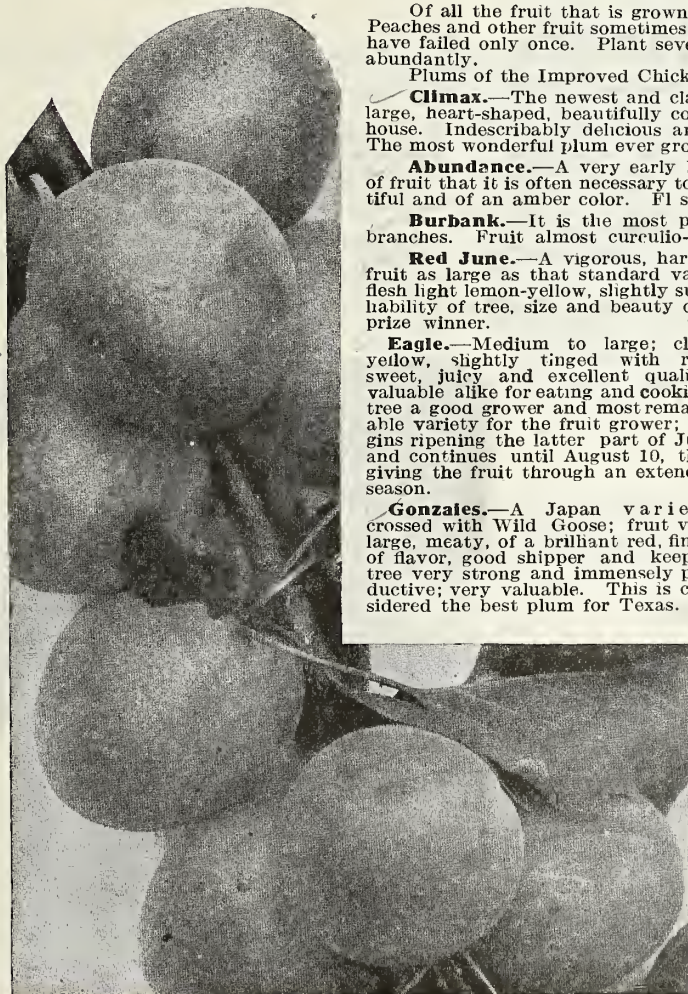 Of all the fruit that is grown
Peaches and other fruit sometimes
have failed only once. Plant seve
abundantly.
Plums of the Improved Chick
Climax.—The newest and cla
large, heart-shaped, beautifully co
house. Indescribably delicious an
The most wonderful plum ever gro
Abundance.—A very early
of fruit that it is often necessary to
tiful and of an amber color. Fl s
Burbank.—It is the most p
branches. Fruit almost curculio-
Red June.—A vigorous, har
fruit as large as that standard va
flesh light lemon-yellow, slightly su
liability of tree, size and beauty o
prize winner.
Eagle.—Medium to large; cl
yellow, slightly tinged with r
sweet, juicy and excellent qual
valuable alike for eating and cooki
tree a good grower and most rema
able variety for the fruit grower;
gins ripening the latter part of Ju
and continues until August 10, t
giving the fruit through an exten
season.
Gonzales.—A Japan varie
crossed with Wild Goose; fruit v
large, meaty, of a brilliant red, fin
of flavor, good shipper and keep
tree very strong and immensely p
ductive; very valuable. This is c
sidered the best plum for Texas.